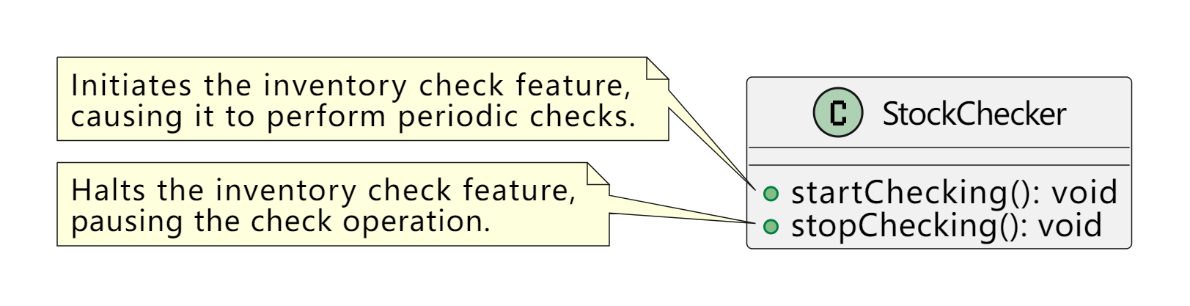 Initiates the inventory check feature,
causing it to perform periodic checks.
Halts the inventory check feature,
pausing the check operation.
C StockChecker
startChecking(): void
stopChecking(): void